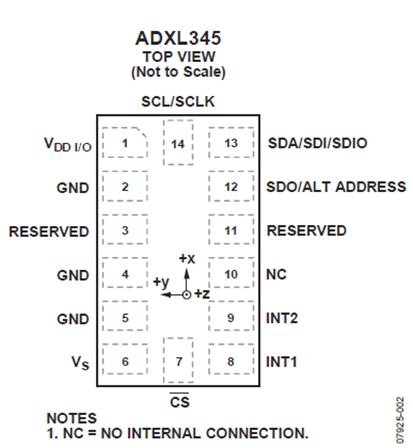 ADXL345
TOP VIEW
(Not to Scale)
SCL/SCLK
VDD I/O 1 14 13 SDA/SDI/SDIO
GND 2 12 SDO/ALT ADDRESS
RESERVED 3 11 RESERVED
+x
GND 4 10 NC
+y +z
GND 5 9 INT2
VS 6 7 8 INT1
CS
NOTES
1. NC = NO INTERNAL CONNECTION.
07925-002